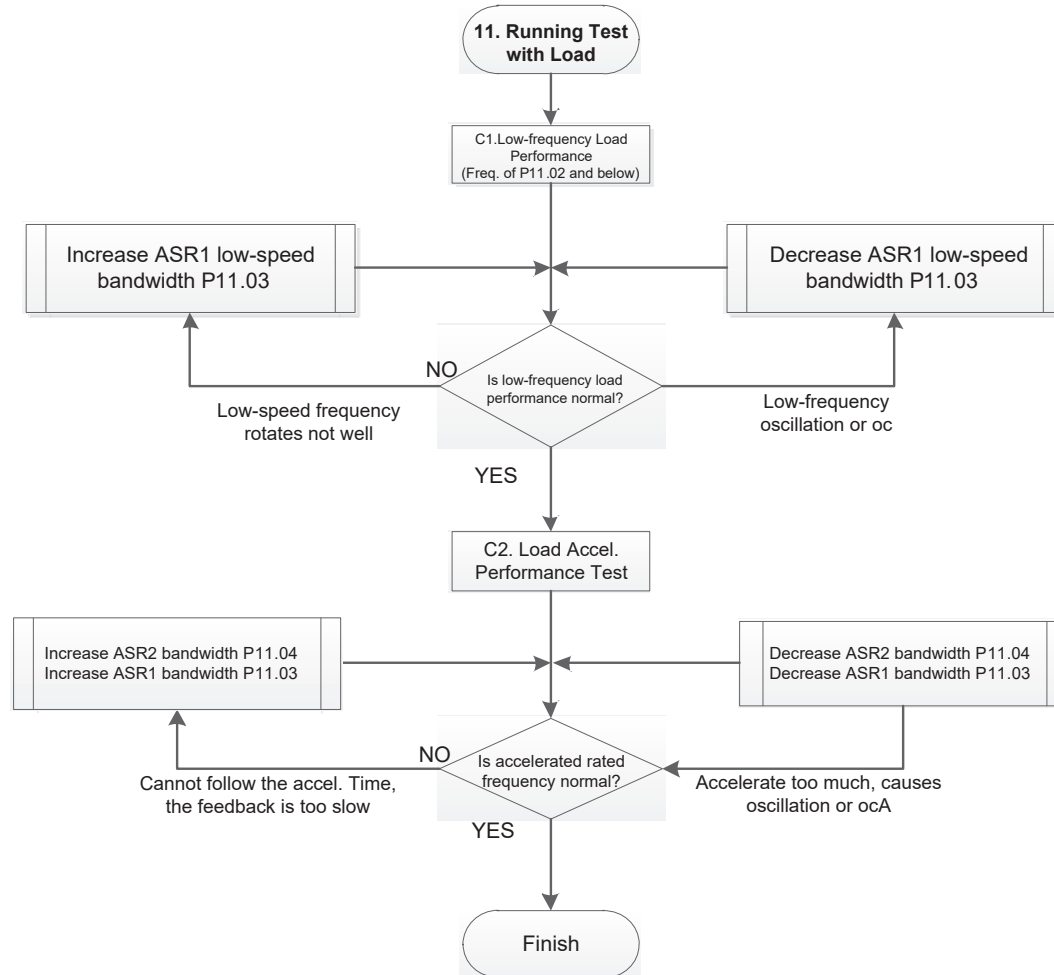 11. Running Test
with Load
C1.Low-frequency Load
Performance
(Freq. of P11.02 and below)
Increase ASR1 low-speed
bandwidth P11.03
Decrease ASR1 low-speed
bandwidth P11.03
NO
Is low-frequency load
performance normal?
Low-speed frequency
rotates not well
Low-frequency
oscillation or oc
YES
C2. Load Accel.
Performance Test
Increase ASR2 bandwidth P11.04
Increase ASR1 bandwidth P11.03
Decrease ASR2 bandwidth P11.04
Decrease ASR1 bandwidth P11.03
NO
Is accelerated rated
frequency normal?
Cannot follow the accel. Time,
the feedback is too slow
Accelerate too much, causes
oscillation or ocA
YES
Finish